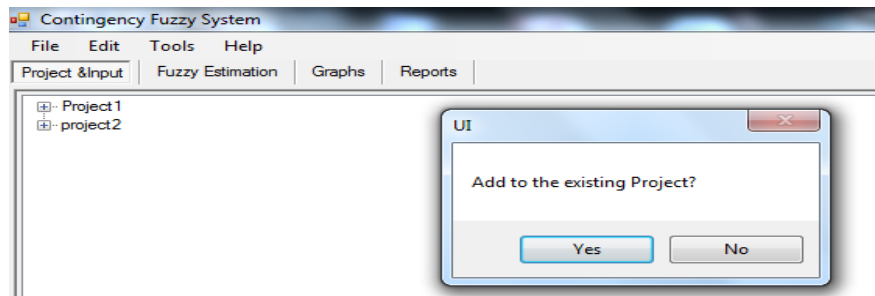 Contingency Fuzzy System
File Edit Tools Help
Project &Input Fuzzy Estimation Graphs Reports
Project1
project2
UI
Add to the existing Project?
Yes No